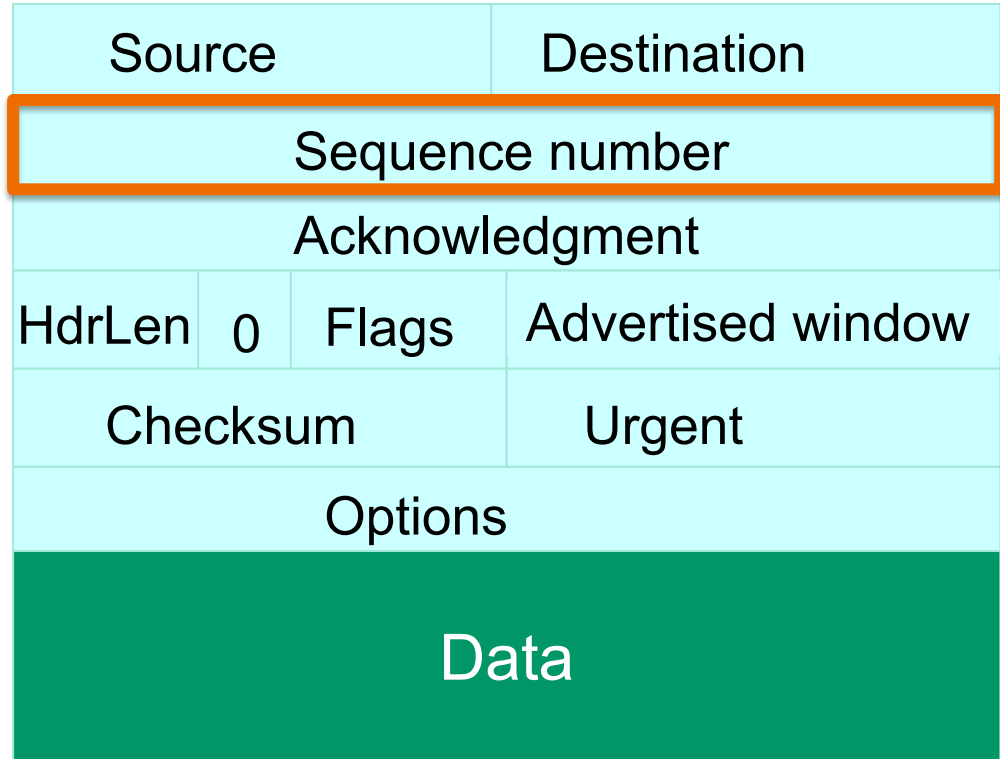 Source Destination
Sequence number
Acknowledgment
HdrLen 0 Flags Advertised window
Checksum Urgent
Options
Data